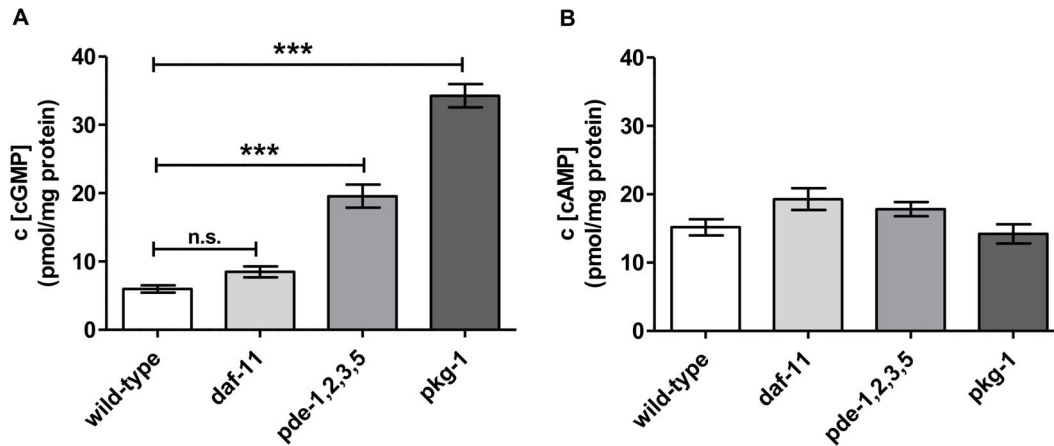 A
c [cGMP]
(pmol/mg protein)
40
30
20
10
0
***
***
n.s.
wild-type
daf-11
pde-1,2,3,5
pkg-1
B
c [cAMP]
(pmol/mg protein)
40
30
20
10
0
wild-type
daf-11
pde-1,2,3,5
pkg-1